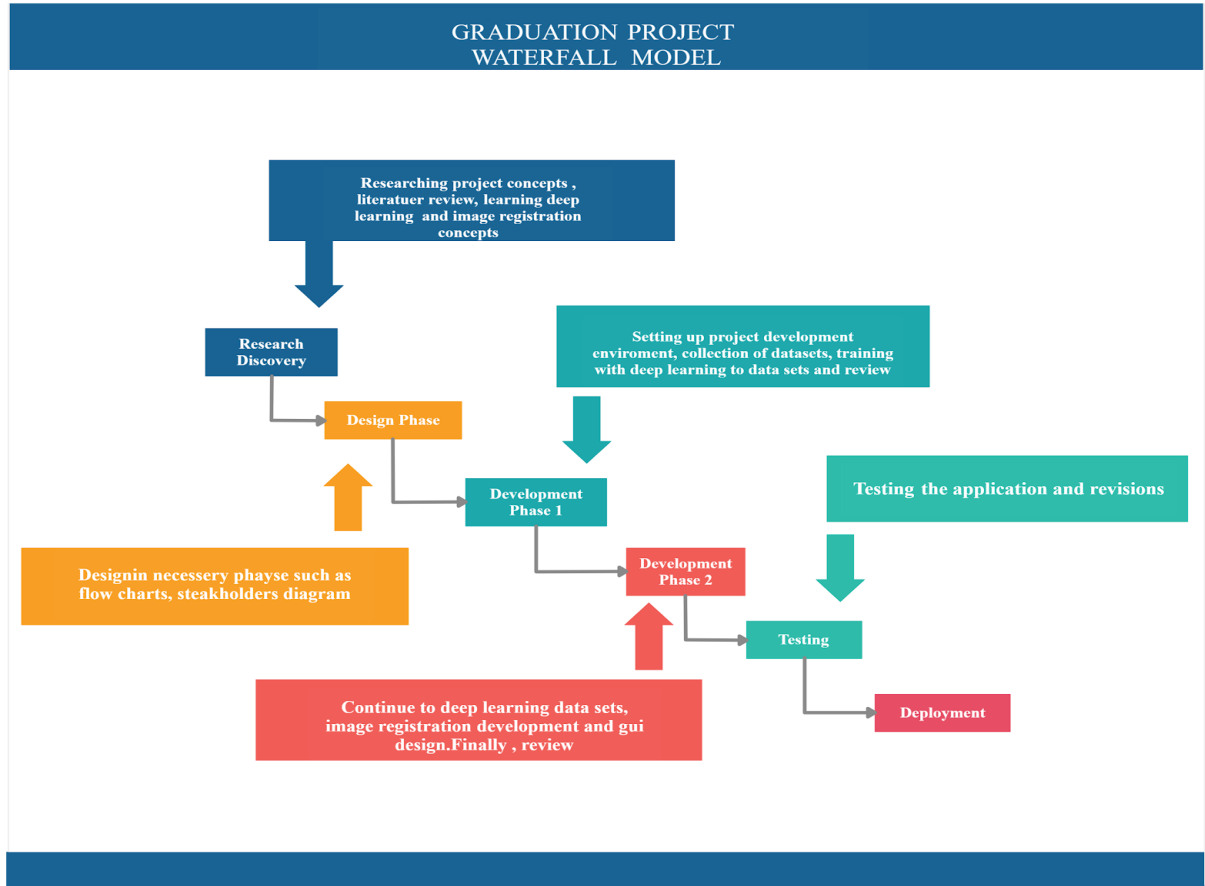 GRADUATION PROJECT
WATERFALL MODEL
Researching project concepts ,
literatuer review, learning deep
learning and image registration
concepts
Research
Discovery
Setting up project development
enviroment, collection of datasets, training
with deep learning to data sets and review
Design Phase
Development
Phase 1
Testing the application and revisions
Designin necessery phayse such as
flow charts, steakholders diagram
Development
Phase 2
Testing
Continue to deep learning data sets,
image registration development and gui
design.Finally , review
Deployment